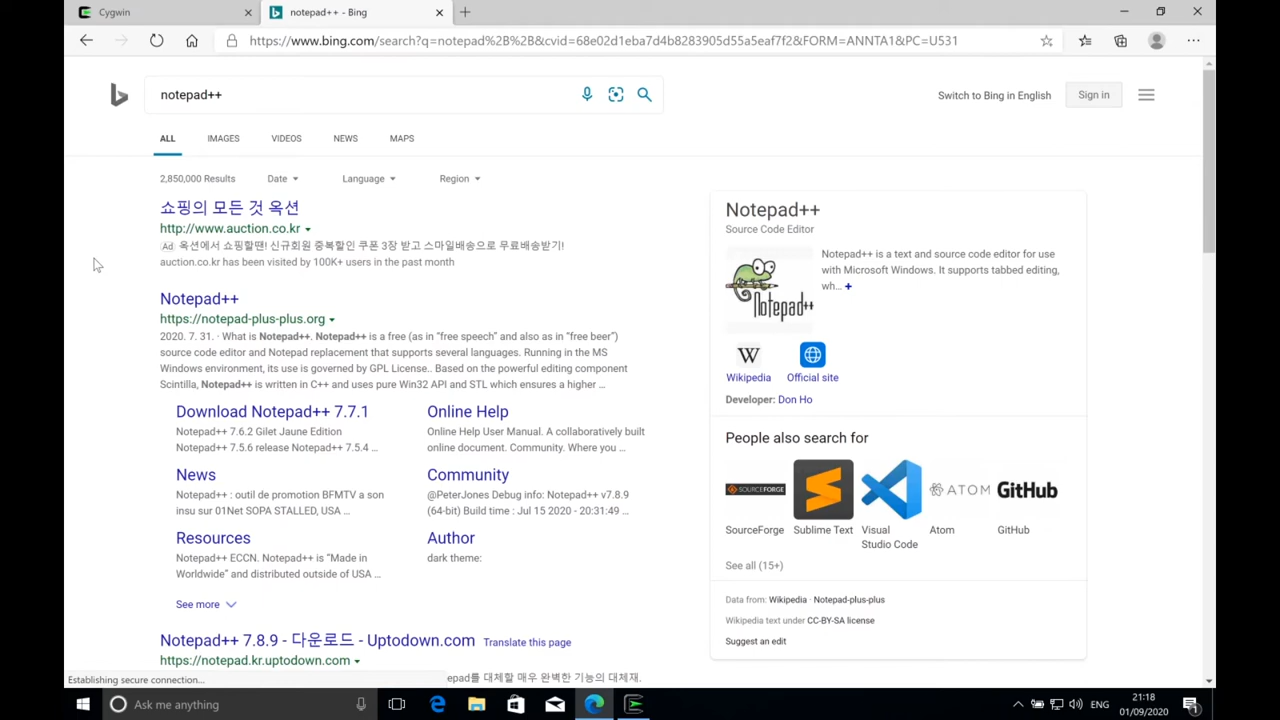 Cygwin
notepad++ - Bing
https://www.bing.com/search?q=notepad%2B%2B&cvid=68e02d1eba7d4b8283905d55a5eaf7f2&FORM=ANNTA1&PC=U531
notepad++
Switch to Bing in English
Sign in
ALL IMAGES VIDEOS NEWS MAPS
2,850,000 Results Date Language Region
쇼핑의 모든 것 옥션
http://www.auction.co.kr
Ad 옥션에서 쇼핑할땐! 신규회원 중복할인 쿠폰 3장 받고 스마일배송으로 무료배송받기!
auction.co.kr has been visited by 100K+ users in the past month
Notepad++
https://notepad-plus-plus.org
2020. 7. 31. · What is Notepad++. Notepad++ is a free (as in “free speech” and also as in “free beer”)
source code editor and Notepad replacement that supports several languages. Running in the MS
Windows environment, its use is governed by GPL License.. Based on the powerful editing component
Scintilla, Notepad++ is written in C++ and uses pure Win32 API and STL which ensures a higher ...
Download Notepad++ 7.7.1
Notepad++ 7.6.2 Gilet Jaune Edition
Notepad++ 7.5.6 release Notepad++ 7.5.4 ...
Online Help
Online Help User Manual. A collaboratively built
online document. Community. Where you ...
News
Notepad++ : outil de promotion BFMTV a son
insu sur 01Net SOPA STALLED, USA ...
Community
@PeterJones Debug info: Notepad++ v7.8.9
(64-bit) Build time : Jul 15 2020 - 20:31:49 ...
Resources
Notepad++ ECCN. Notepad++ is “Made in
Worldwide” and distributed outside of USA ...
Author
dark theme:
See more
Notepad++ 7.8.9 - 다운로드 - Uptodown.com Translate this page
https://notepad.kr.uptodown.com
epad를 대체할 매우 완벽한 기능의 대체재.
Establishing secure connection...
Notepad++
Source Code Editor
Notepad++
Notepad++ is a text and source code editor for use
with Microsoft Windows. It supports tabbed editing,
wh... +
W
Wikipedia
Official site
Developer: Don Ho
People also search for
SOURCEFORGE
ATOM
GitHub
SourceForge
Sublime Text
Visual
Studio Code
Atom
GitHub
See all (15+)
Data from: Wikipedia · Notepad-plus-plus
Wikipedia text under CC-BY-SA license
Suggest an edit
Ask me anything
ENG
21:18
01/09/2020
1